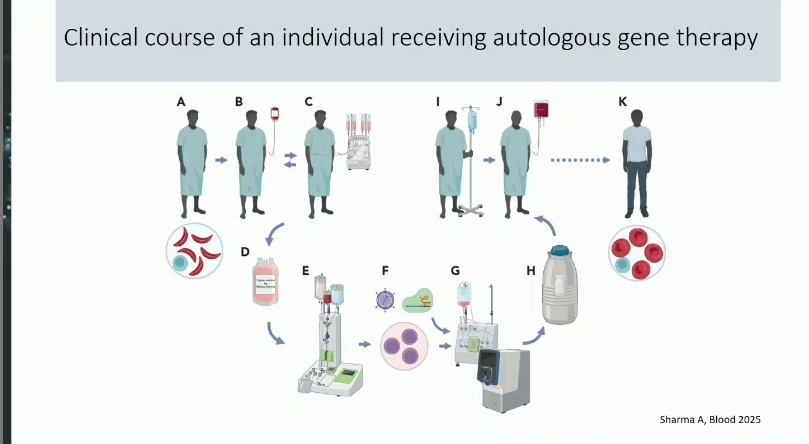 Clinical course of an individual receiving autologous gene therapy
A
B
C
I
J
K
D
E
F
G
H
Sharma A, Blood 2025